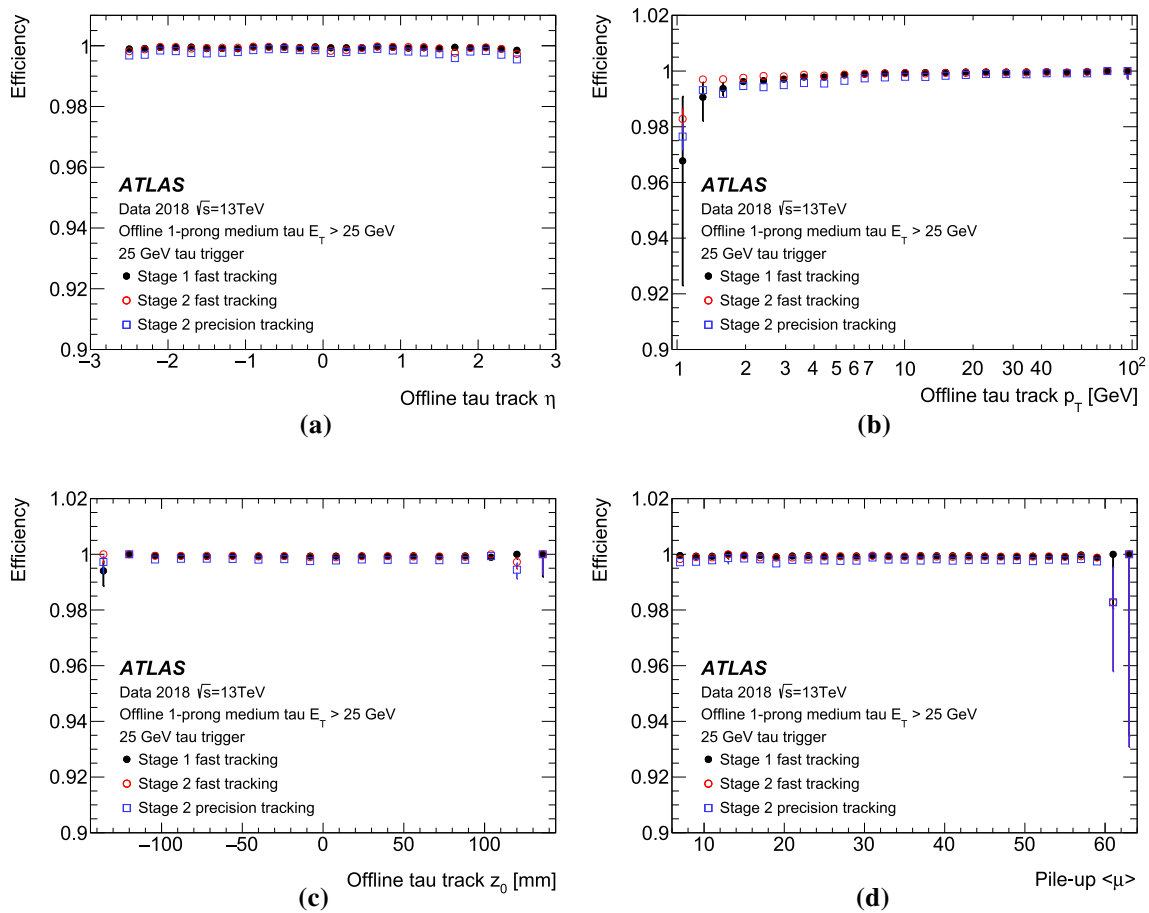 Efficiency
1
0.98
0.96
0.94
0.92
0.9
ATLAS
Data 2018 √s=13TeV
Offline 1-prong medium tau E_T > 25 GeV
25 GeV tau trigger
Stage 1 fast tracking
Stage 2 fast tracking
Stage 2 precision tracking
−3 −2 −1 0 1 2 3
Offline tau track η
(a)
Efficiency
1.02
1
0.98
0.96
0.94
0.92
0.9
ATLAS
Data 2018 √s=13TeV
Offline 1-prong medium tau E_T > 25 GeV
25 GeV tau trigger
Stage 1 fast tracking
Stage 2 fast tracking
Stage 2 precision tracking
1 2 3 4 5 6 7 10 20 30 40 10²
Offline tau track p_T [GeV]
(b)
Efficiency
1.02
1
0.98
0.96
0.94
0.92
0.9
ATLAS
Data 2018 √s=13TeV
Offline 1-prong medium tau E_T > 25 GeV
25 GeV tau trigger
Stage 1 fast tracking
Stage 2 fast tracking
Stage 2 precision tracking
−100 −50 0 50 100
Offline tau track z_0 [mm]
(c)
Efficiency
1.02
1
0.98
0.96
0.94
0.92
0.9
ATLAS
Data 2018 √s=13TeV
Offline 1-prong medium tau E_T > 25 GeV
25 GeV tau trigger
Stage 1 fast tracking
Stage 2 fast tracking
Stage 2 precision tracking
10 20 30 40 50 60
Pile-up <μ>
(d)